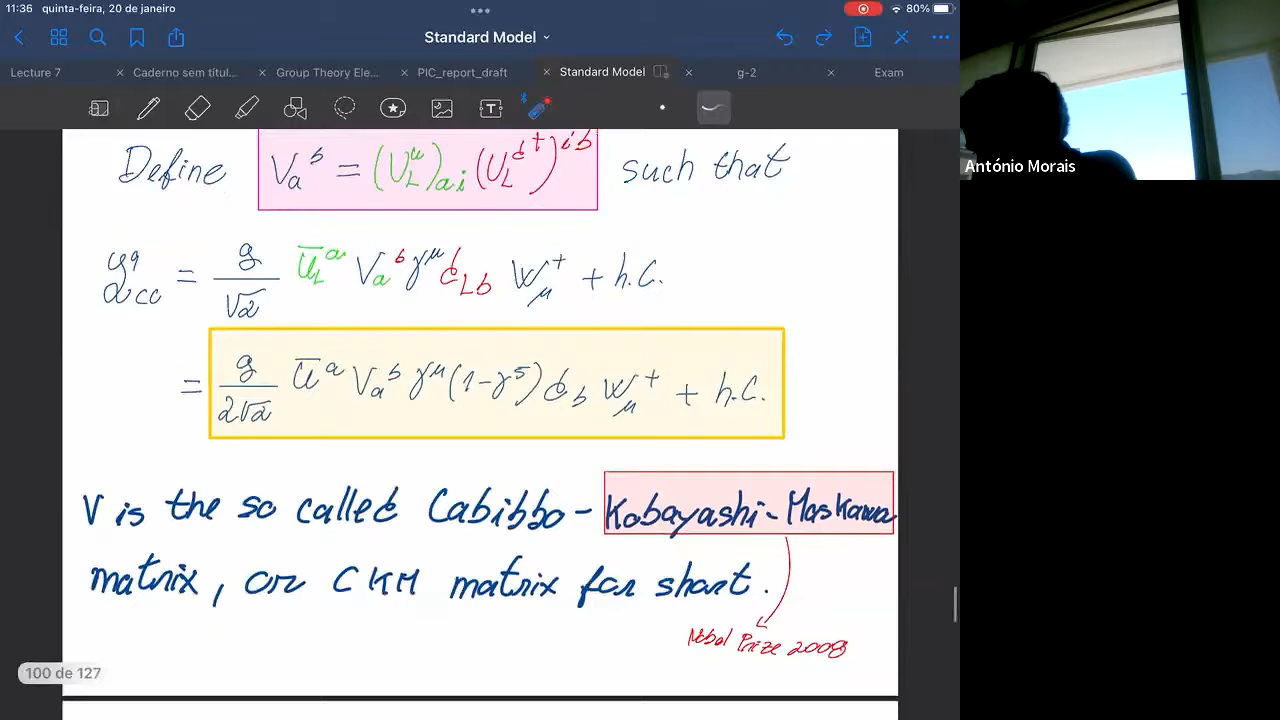 11:36 quinta-feira, 20 de janeiro
80%
Standard Model
Lecture 7
Caderno sem títul...
Group Theory Ele...
PIC_report_draft
Standard Model
g-2
Exam
António Morais
Define V_a^b = (U_L^u)_{ai} (U_L^{d†})^{ib} such that
ℒ_{CC}^q = g/√2 ū_L^a V_a^b γ^μ d_{Lb} W_μ^+ + h.c.
= g/2√2 ū^a V_a^b γ^μ (1-γ^5) d_b W_μ^+ + h.c.
V is the so called Cabibbo-Kobayashi-Maskawa
matrix, or CKM matrix for short.
Nobel Prize 2008
100 de 127